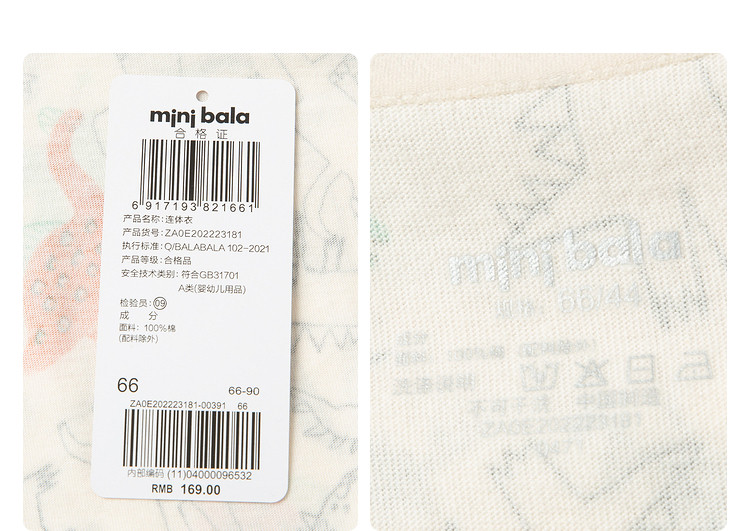 mini bala
合格证
6 917193 821661
产品名称:连体衣
产品货号:ZA0E202223181
执行标准:Q/BALABALA 102-2021
产品等级:合格品
安全技术类别:符合GB31701
A类(婴幼儿用品)
检验员:09
成 分
面料:100%棉
(配料除外)
66 66-90
ZA0E202223181-00391 66
内部编码 (11)04000096532
RMB 169.00
mini bala
66/44
ZA0E202223181